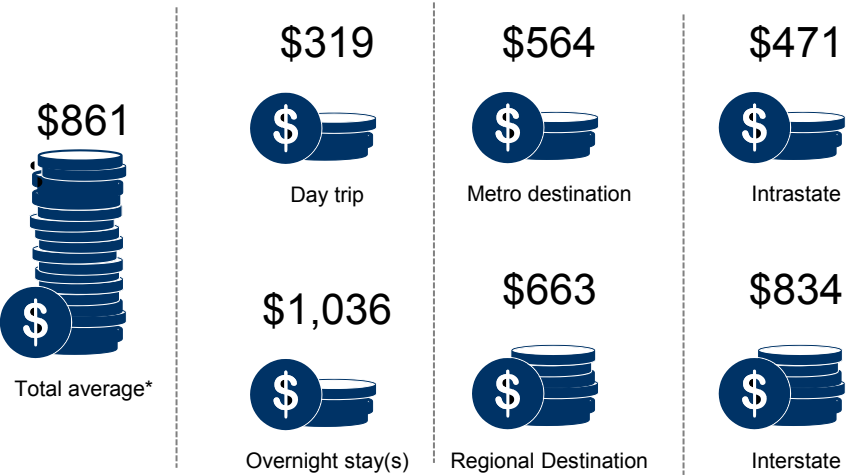 $861
$
Total average*
$319
$
Day trip
$1,036
$
Overnight stay(s)
$564
$
Metro destination
$663
$
Regional Destination
$471
$
Intrastate
$834
$
Interstate